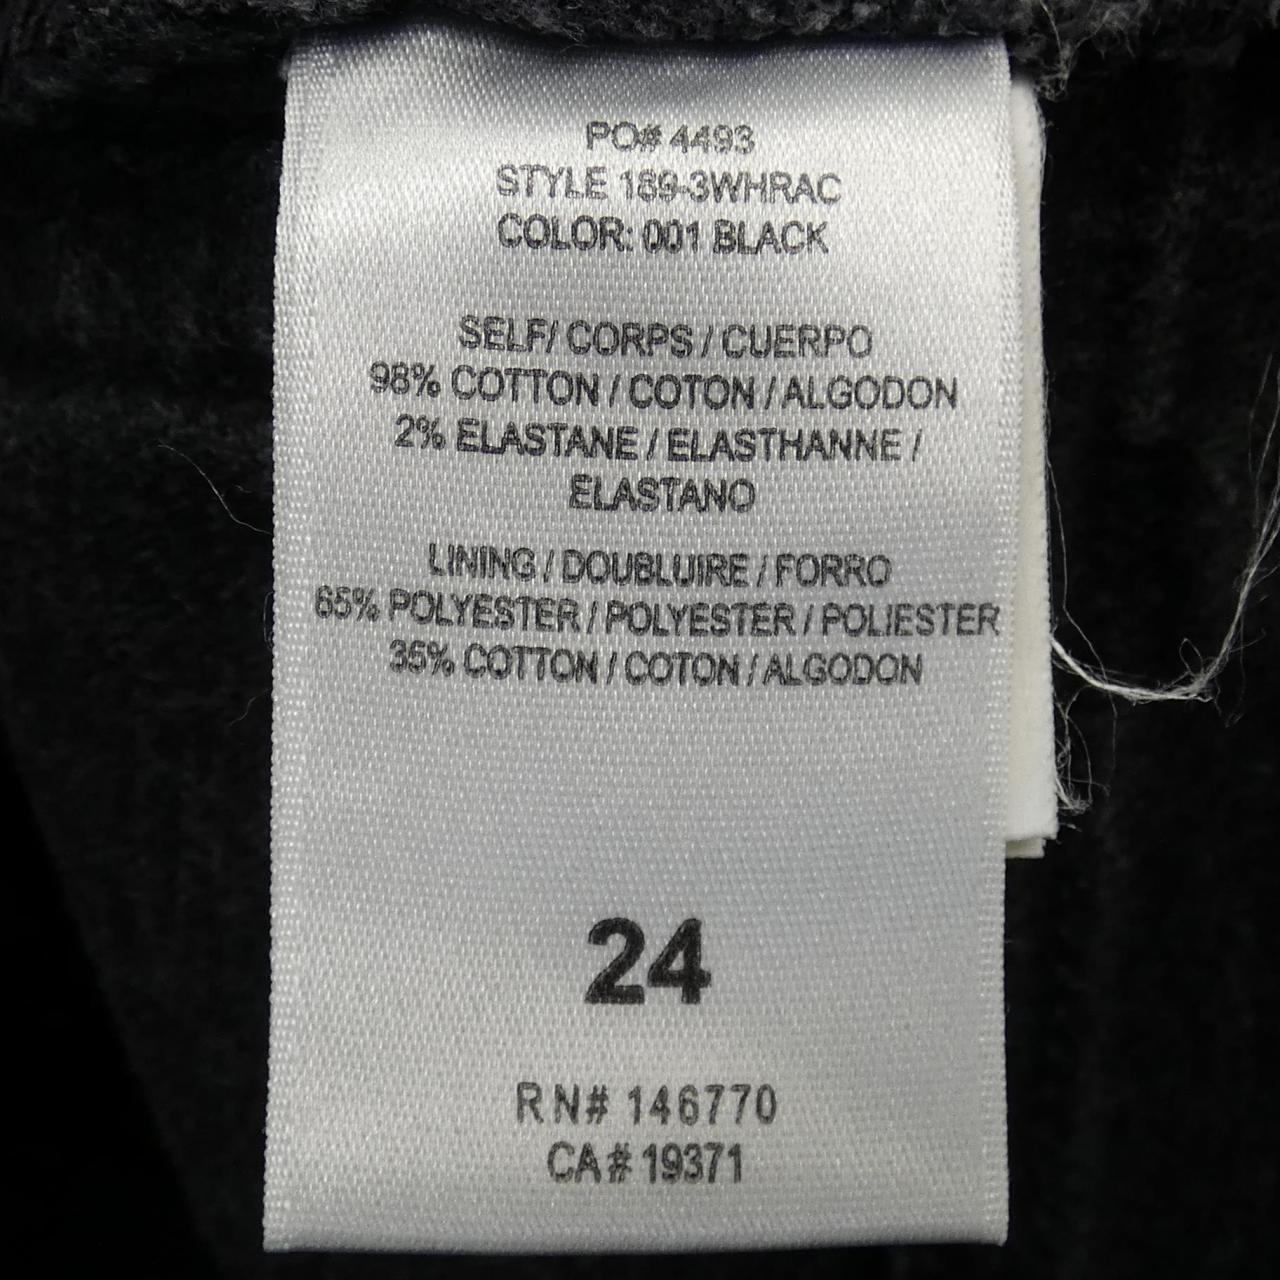 PO# 4493
STYLE 189-3WHRAC
COLOR: 001 BLACK
SELF/ CORPS / CUERPO
98% COTTON / COTON / ALGODON
2% ELASTANE / ELASTHANNE /
ELASTANO
LINING / DOUBLUIRE / FORRO
65% POLYESTER / POLYESTER / POLIESTER
35% COTTON / COTON / ALGODON
24
RN# 146770
CA# 19371